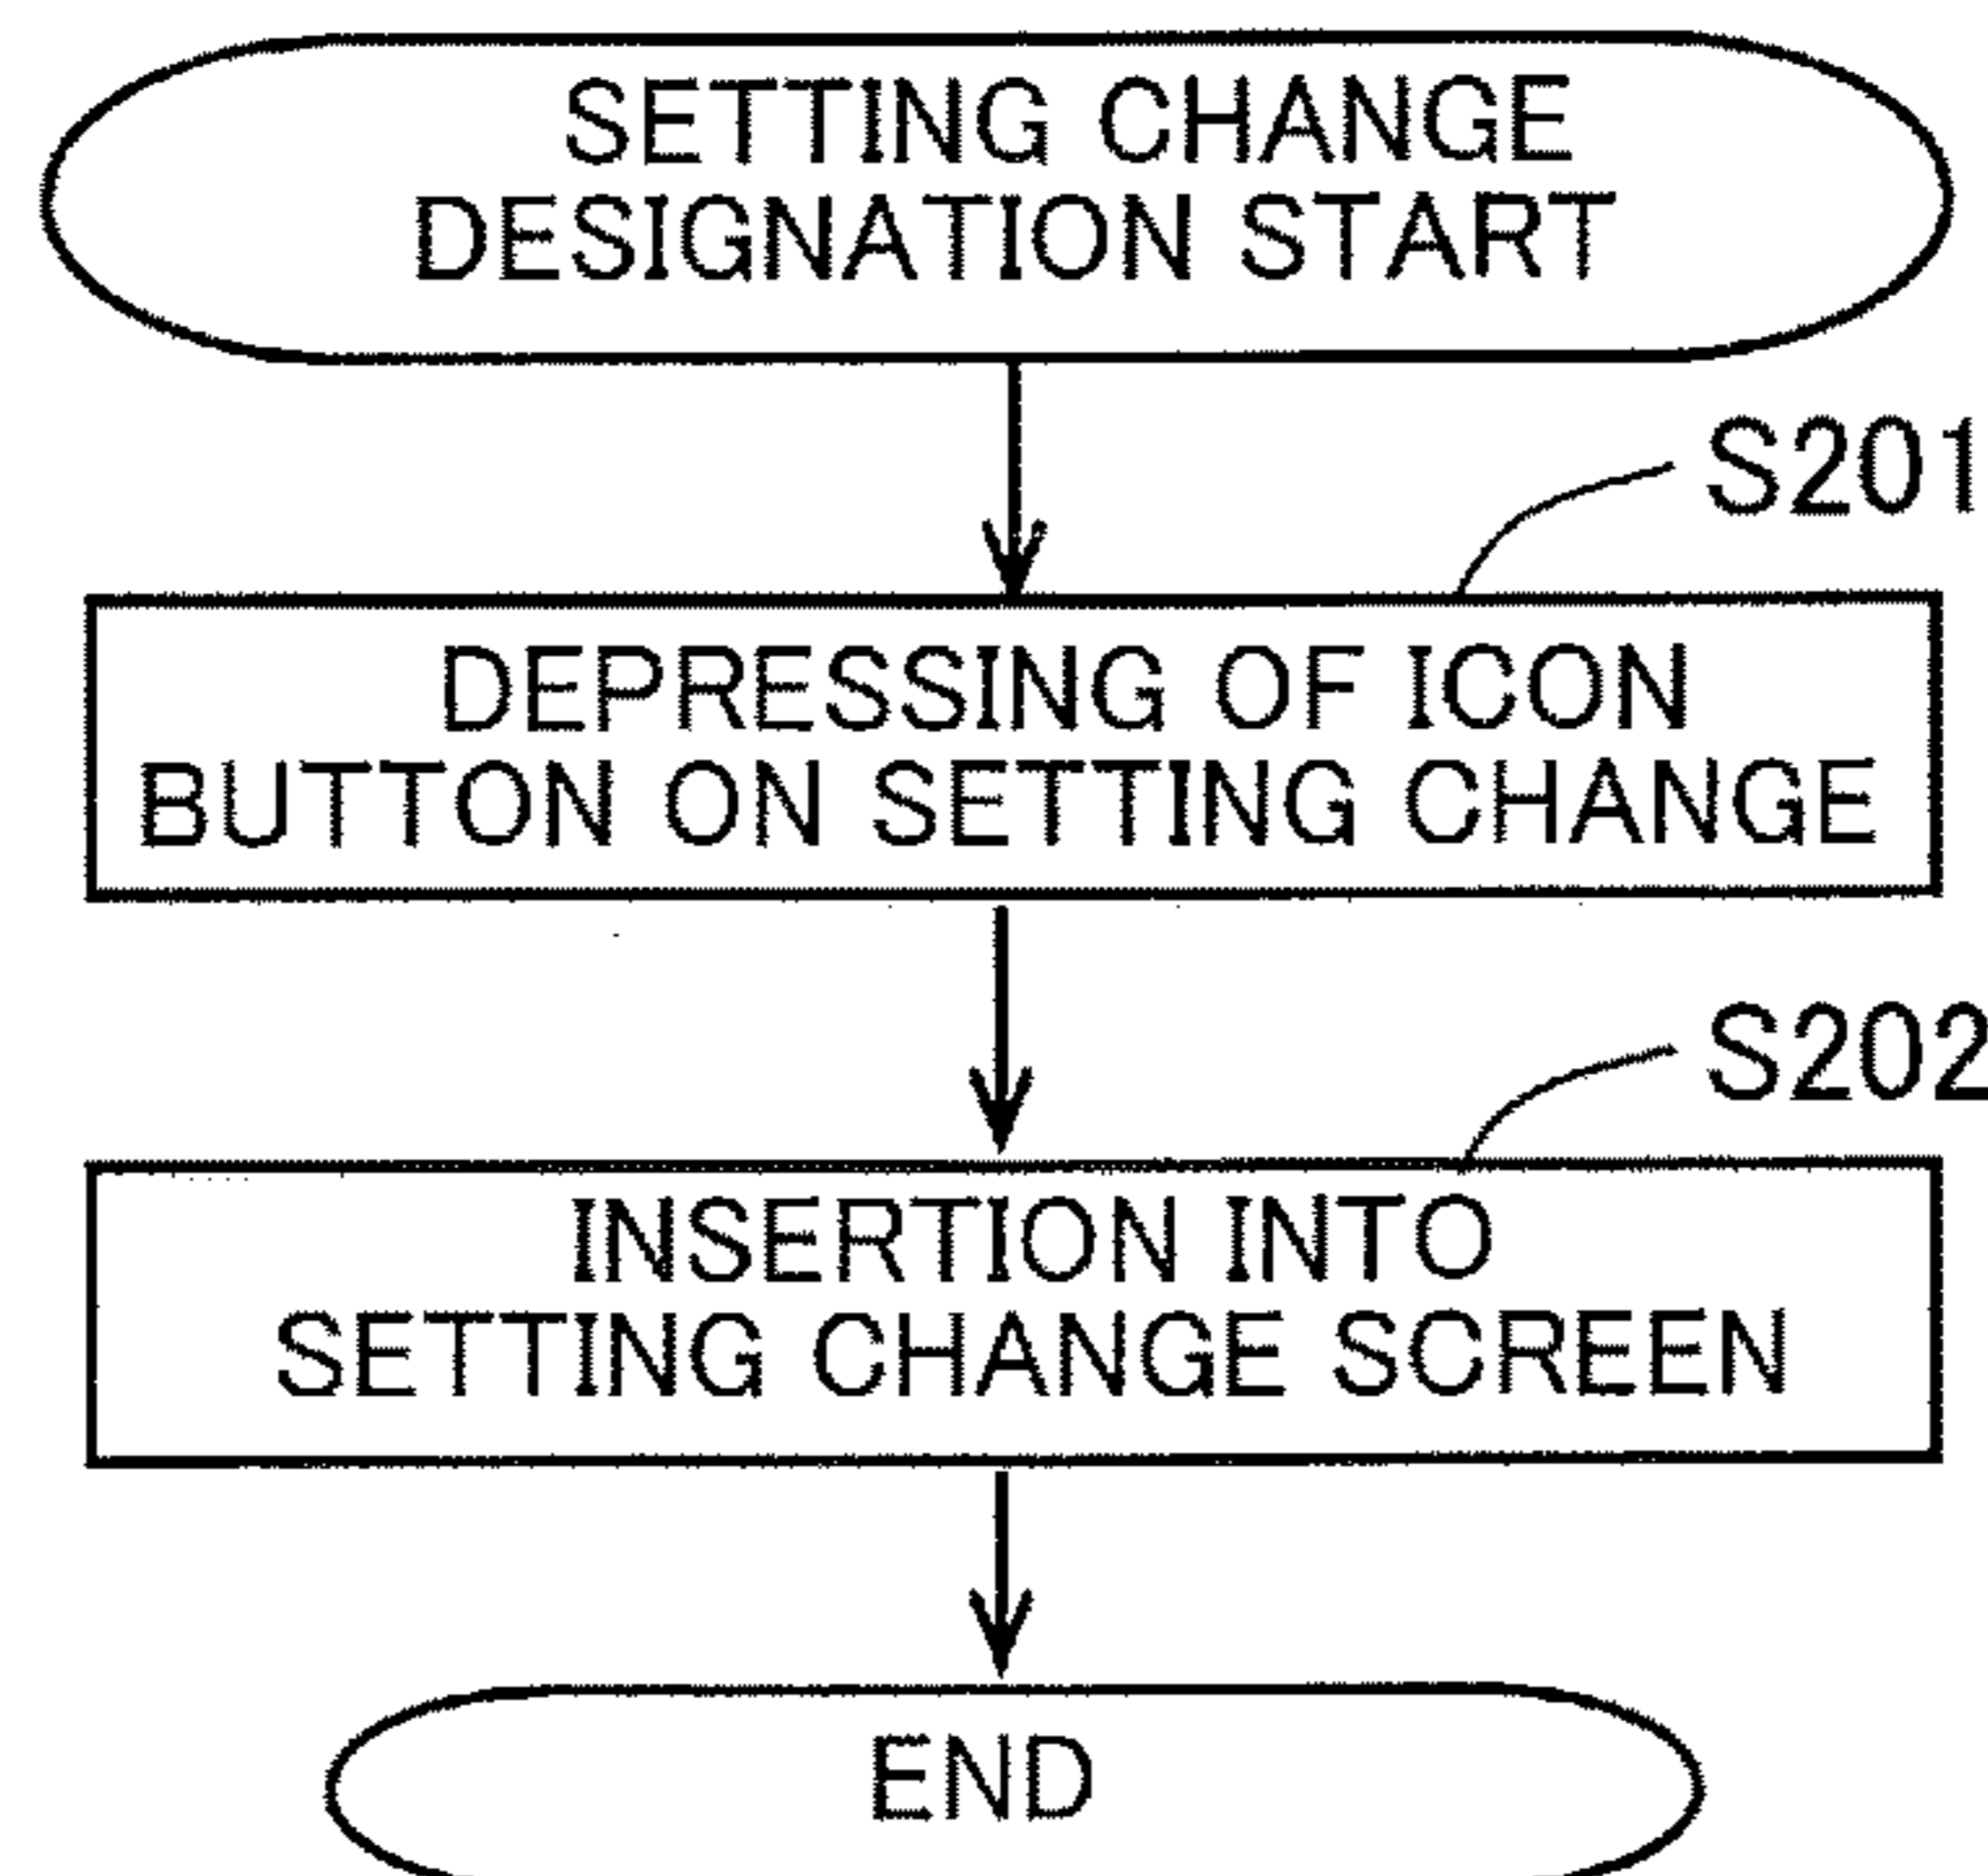 SETTING CHANGE
DESIGNATION START
S201
DEPRESSING OF ICON
BUTTON ON SETTING CHANGE
S202
INSERTION INTO
SETTING CHANGE SCREEN
END